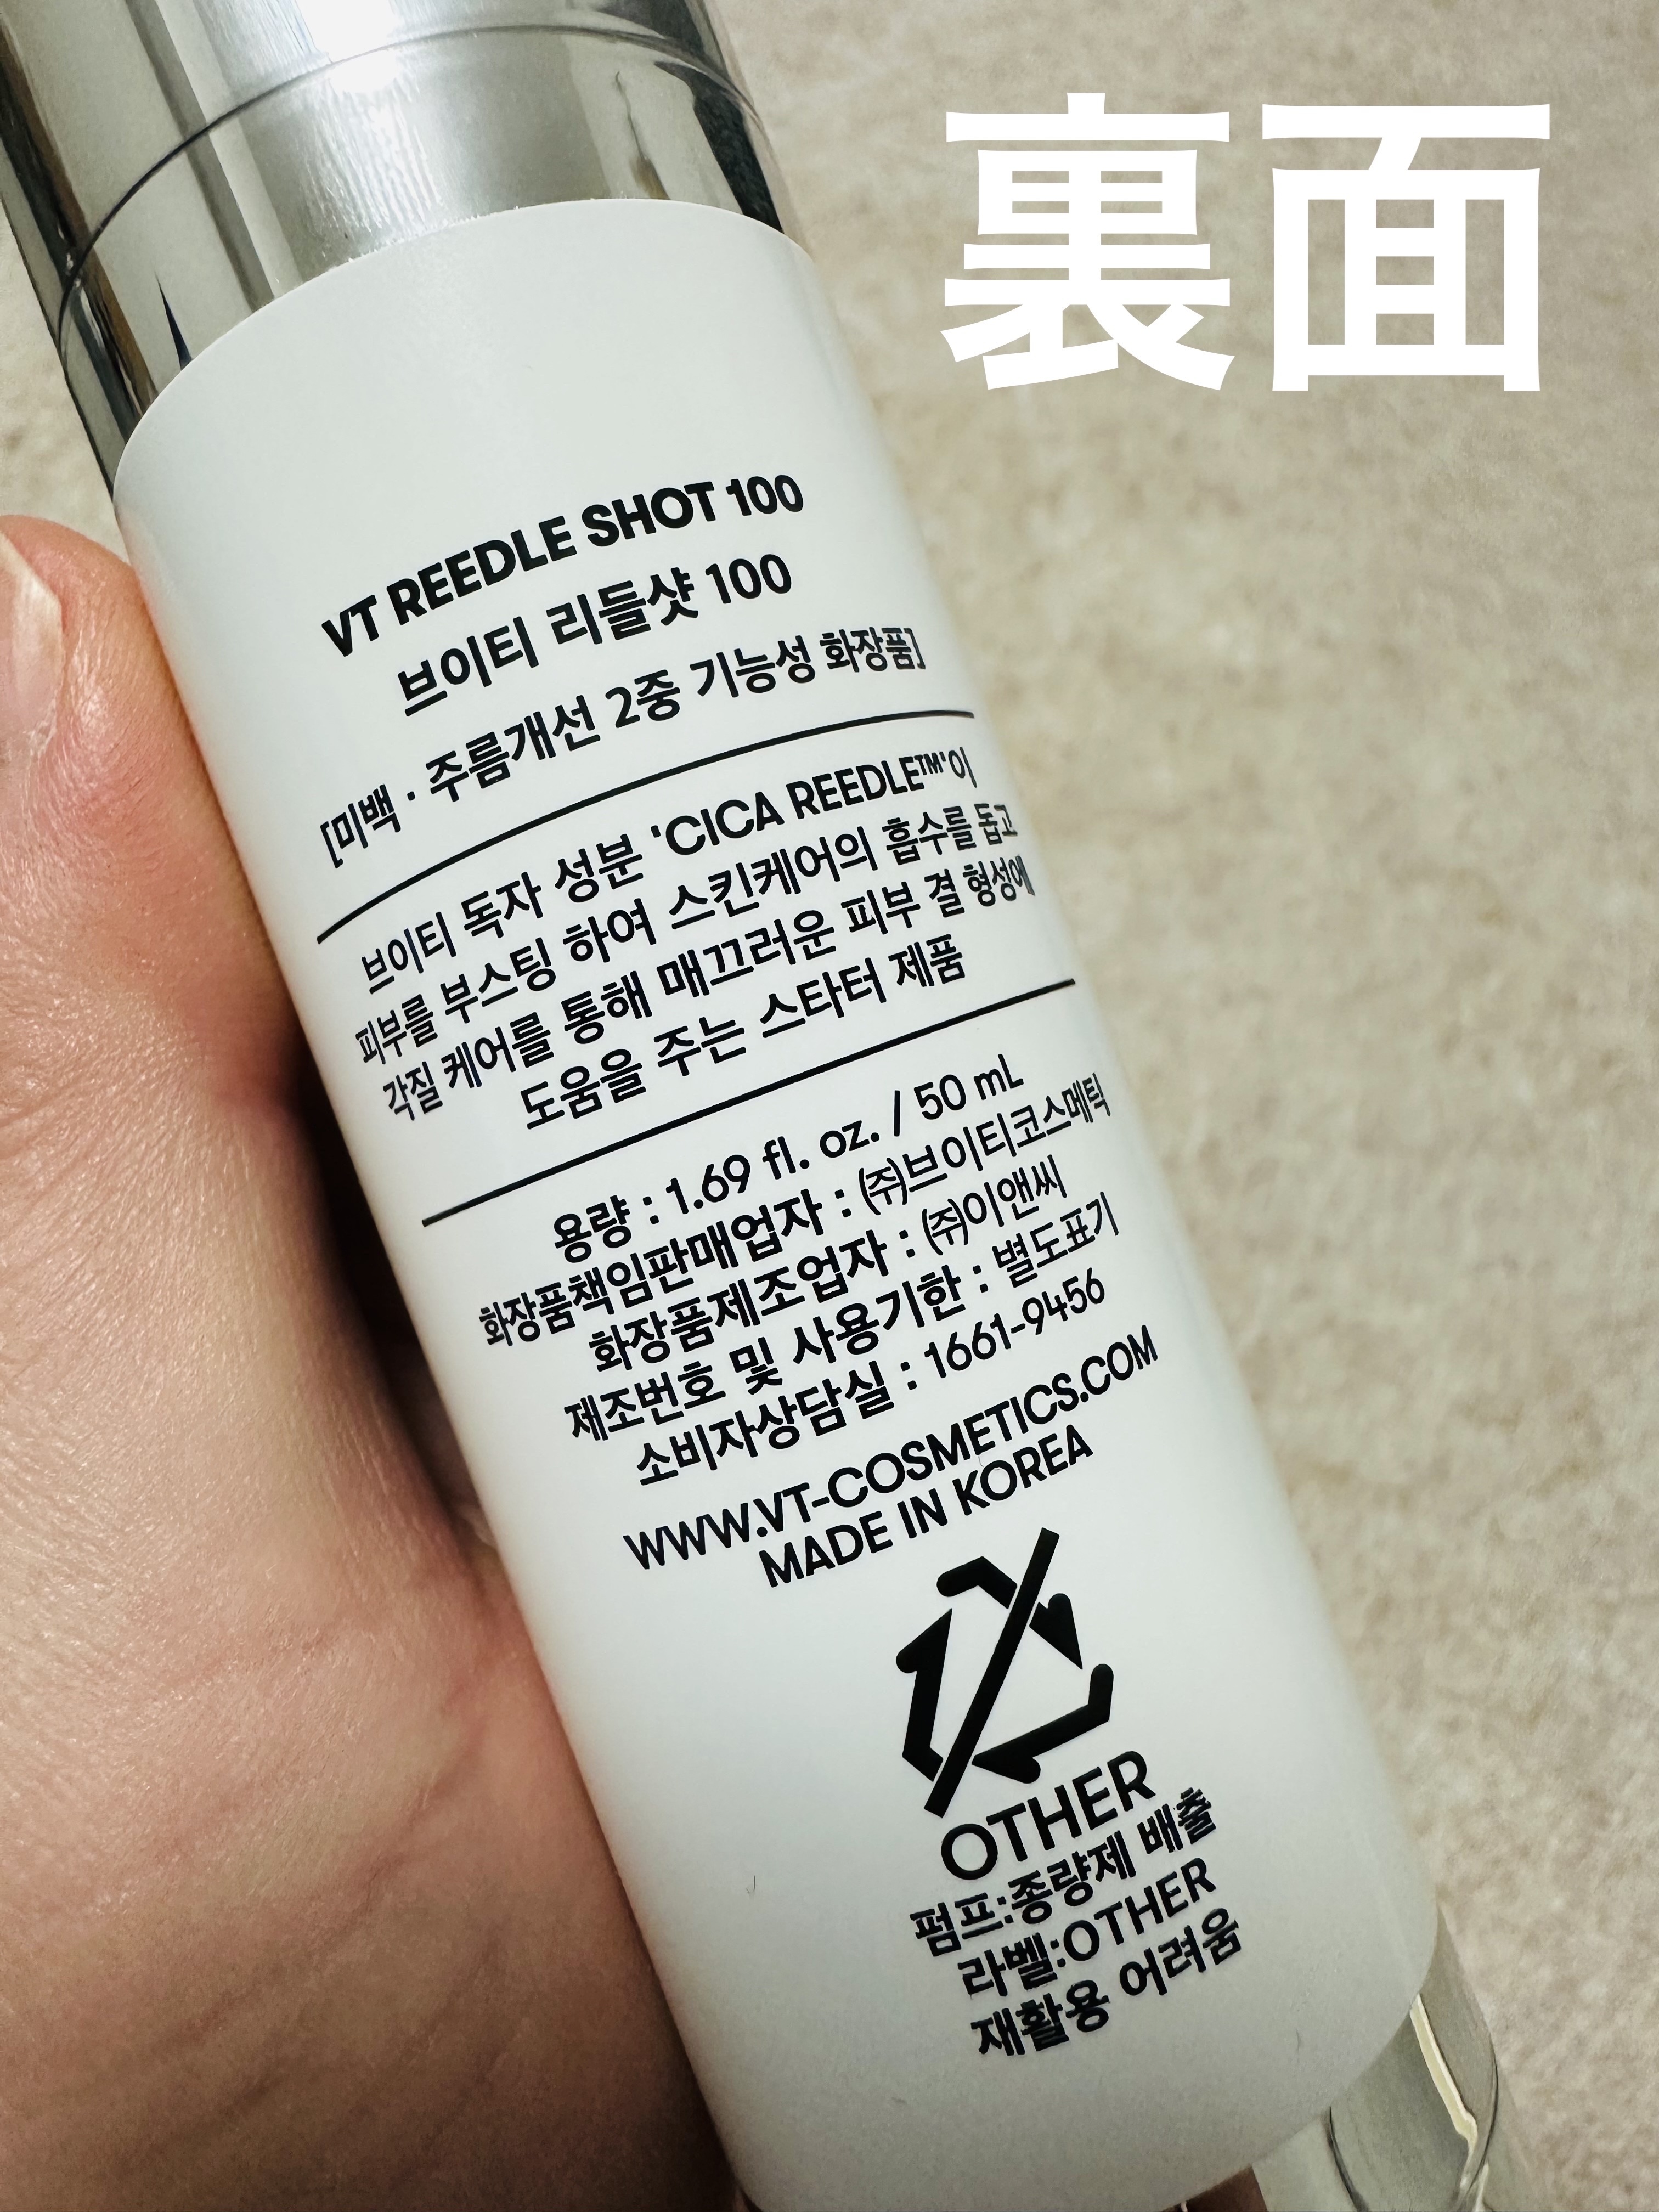 裏面
VT REEDLE SHOT 100
브이티 리들샷 100
[미백 · 주름개선 2중 기능성 화장품]
브이티 독자 성분 'CICA REEDLE™'이
피부를 부스팅 하여 스킨케어의 흡수를 돕고
각질 케어를 통해 매끄러운 피부 결 형성에
도움을 주는 스타터 제품
용량 : 1.69 fl. oz. / 50 mL
화장품책임판매업자 : ㈜브이티코스메틱
화장품제조업자 : ㈜이앤씨
제조번호 및 사용기한 : 별도표기
소비자상담실 : 1661-9456
WWW.VT-COSMETICS.COM
MADE IN KOREA
OTHER
펌프:종량제 배출
라벨:OTHER
재활용 어려움